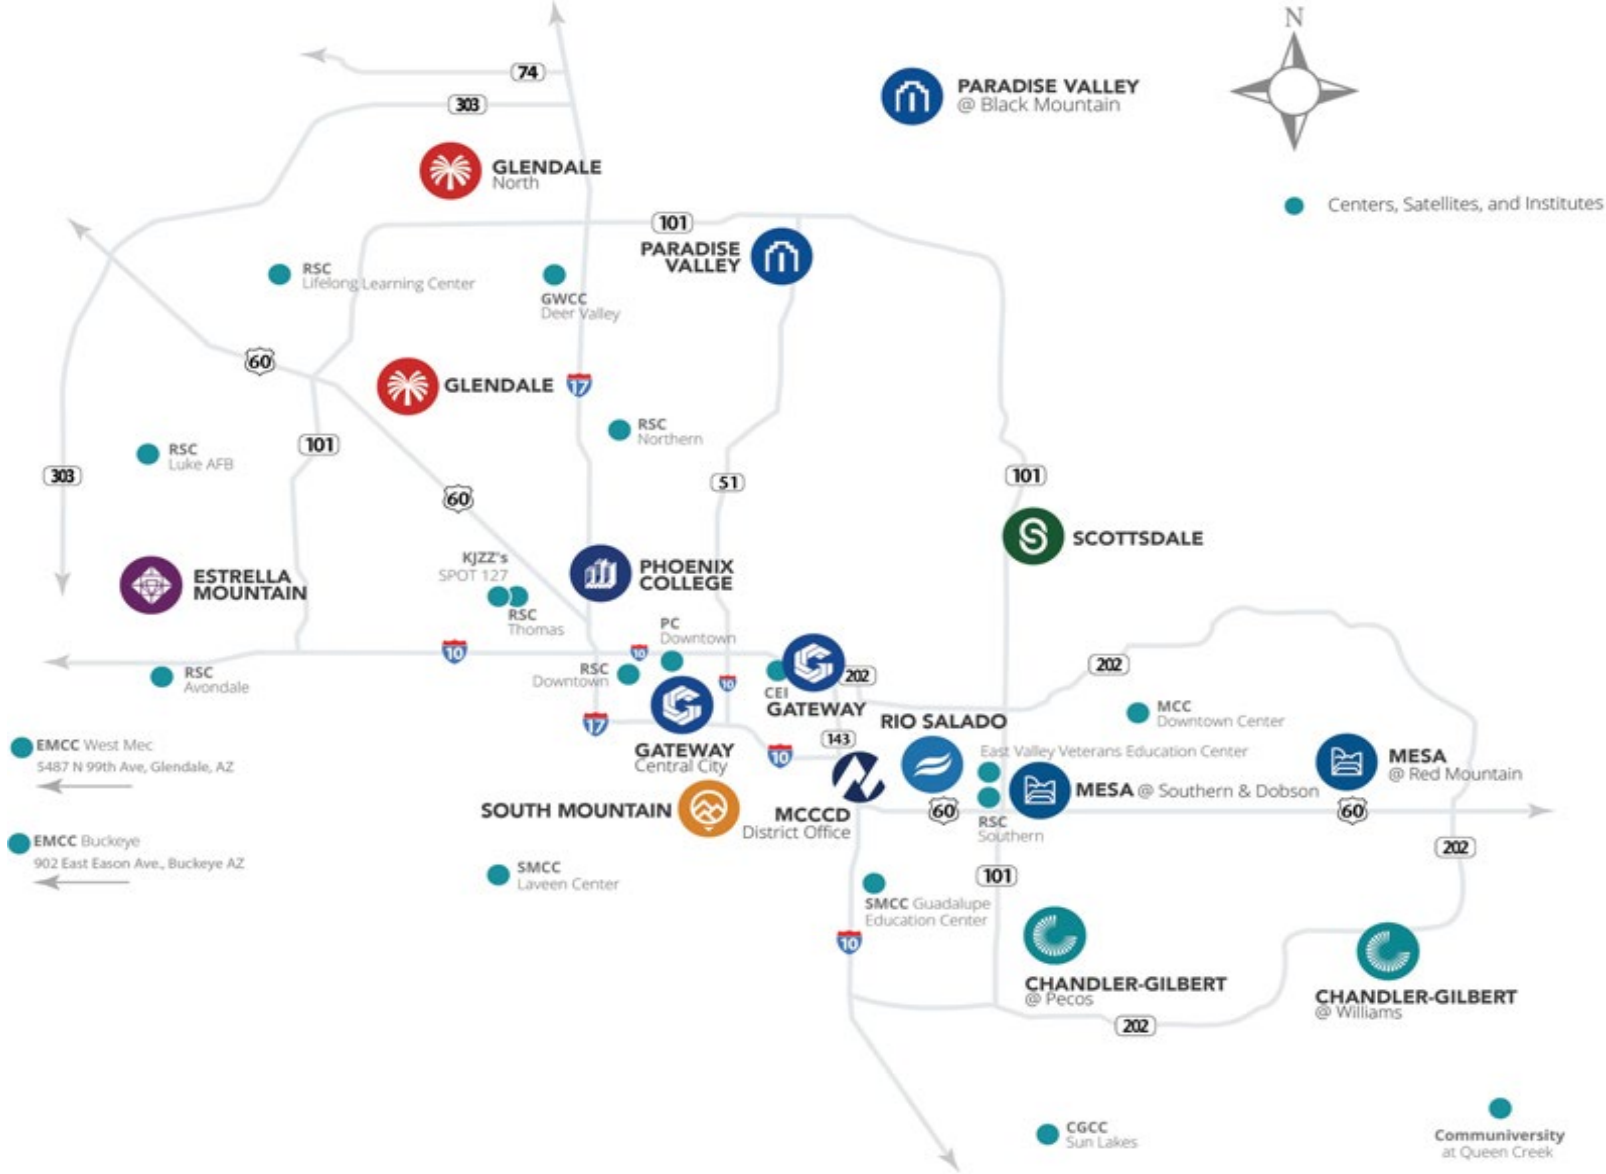 N
74
PARADISE VALLEY
@ Black Mountain
303
GLENDALE
North
Centers, Satellites, and Institutes
101
PARADISE
VALLEY
RSC
Lifelong Learning Center
GWCC
Deer Valley
60
GLENDALE
17
RSC
Northern
101
RSC
Luke AFB
303
60
51
101
SCOTTSDALE
KJZZ's
SPOT 127
PHOENIX
COLLEGE
ESTRELLA
MOUNTAIN
RSC
Thomas
PC
Downtown
10
10
RSC
Downtown
RSC
Avondale
10
CEI
GATEWAY
202
202
MCC
Downtown Center
17
RIO SALADO
143
GATEWAY
Central City
10
East Valley Veterans Education Center
EMCC West Mec
5487 N 99th Ave, Glendale, AZ
MESA
@ Red Mountain
MESA @ Southern & Dobson
SOUTH MOUNTAIN
MCCCD
District Office
60
RSC
Southern
60
EMCC Buckeye
902 East Eason Ave., Buckeye AZ
202
SMCC
Laveen Center
101
SMCC Guadalupe
Education Center
10
CHANDLER-GILBERT
@ Pecos
CHANDLER-GILBERT
@ Williams
202
CGCC
Sun Lakes
Communiversity
at Queen Creek